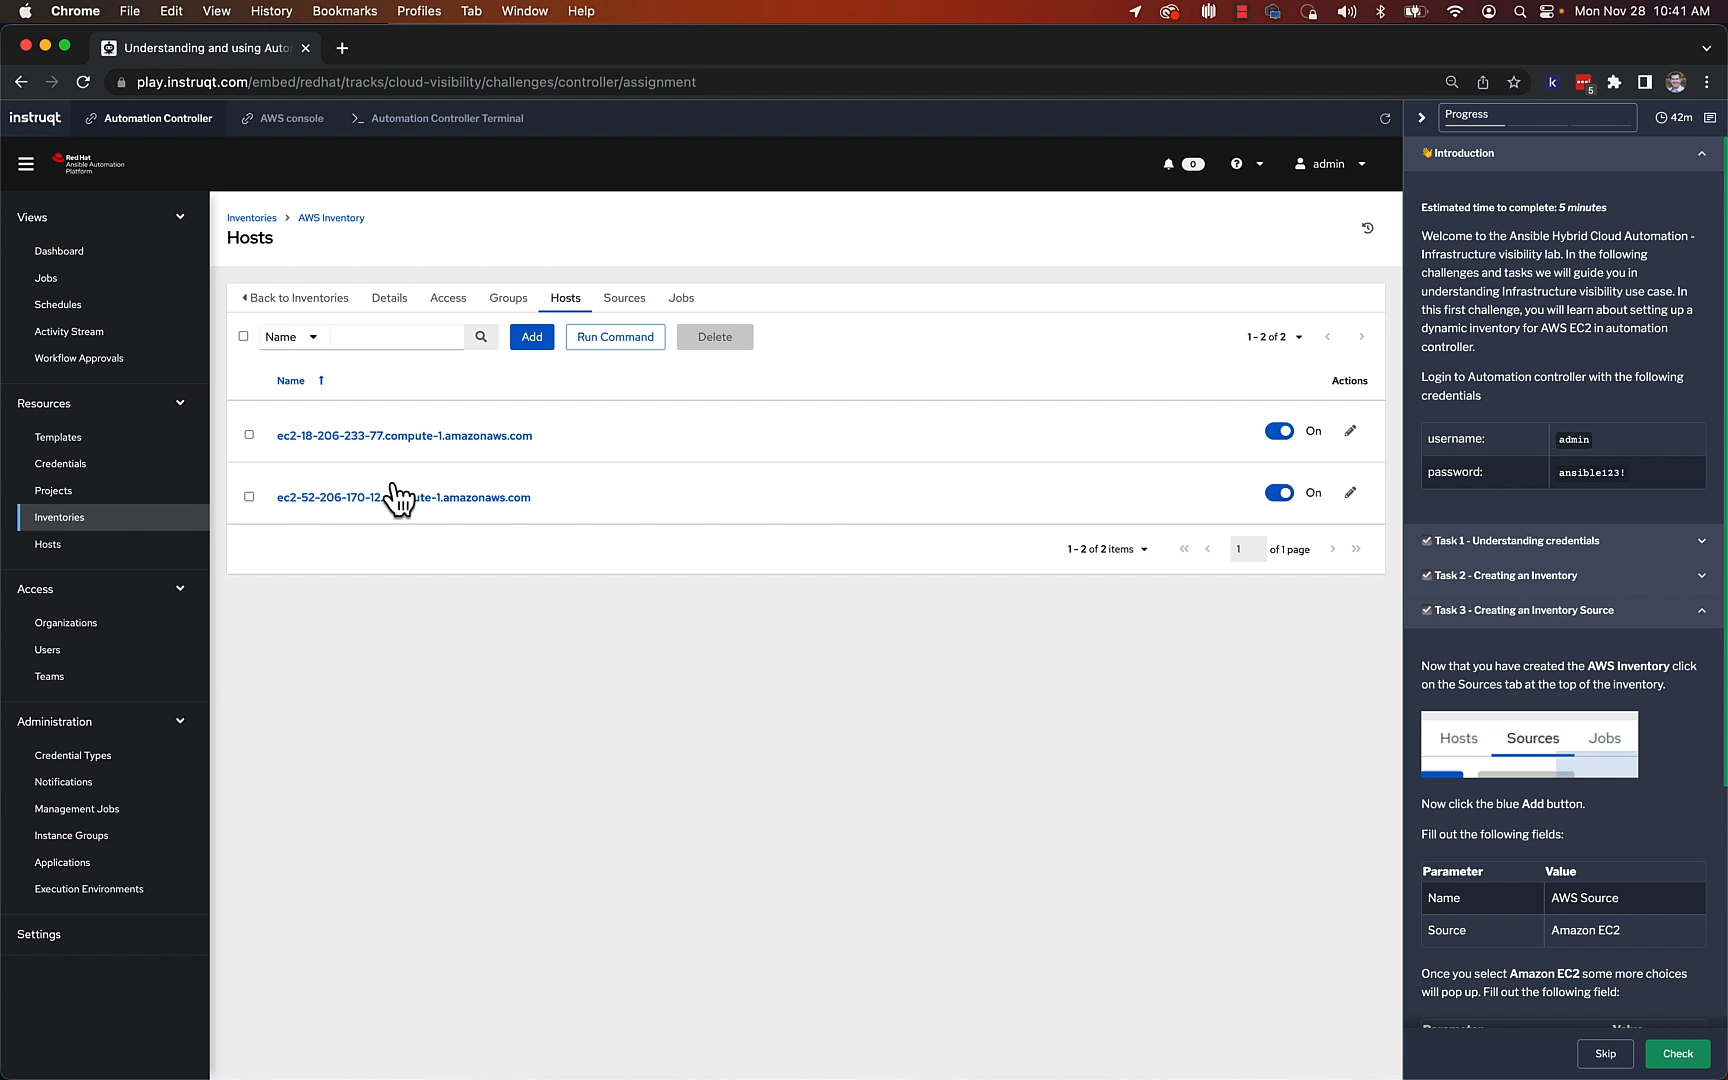 Chrome File Edit View History Bookmarks Profiles Tab Window Help Mon Nov 28 10:41 AM
Understanding and using Auto
play.instruqt.com/embed/redhat/tracks/cloud-visibility/challenges/controller/assignment
5
instruqt Automation Controller AWS console Automation Controller Terminal
Progress
42m
Red Hat
Ansible Automation
Platform
0
admin
Views
Dashboard
Jobs
Schedules
Activity Stream
Workflow Approvals
Resources
Templates
Credentials
Projects
Inventories
Hosts
Access
Organizations
Users
Teams
Administration
Credential Types
Notifications
Management Jobs
Instance Groups
Applications
Execution Environments
Settings
Inventories > AWS Inventory
Hosts
Back to Inventories Details Access Groups Hosts Sources Jobs
Name Add Run Command Delete 1 - 2 of 2
Name Actions
ec2-18-206-233-77.compute-1.amazonaws.com On
ec2-52-206-170-12 ute-1.amazonaws.com On
1 - 2 of 2 items 1 of 1 page
👋 Introduction
Estimated time to complete: 5 minutes
Welcome to the Ansible Hybrid Cloud Automation -
Infrastructure visibility lab. In the following
challenges and tasks we will guide you in
understanding Infrastructure visibility use case. In
this first challenge, you will learn about setting up a
dynamic inventory for AWS EC2 in automation
controller.
Login to Automation controller with the following
credentials
username: admin
password: ansible123!
Task 1 - Understanding credentials
Task 2 - Creating an Inventory
Task 3 - Creating an Inventory Source
Now that you have created the AWS Inventory click
on the Sources tab at the top of the inventory.
Hosts Sources Jobs
Now click the blue Add button.
Fill out the following fields:
Parameter Value
Name AWS Source
Source Amazon EC2
Once you select Amazon EC2 some more choices
will pop up. Fill out the following field:
Skip Check